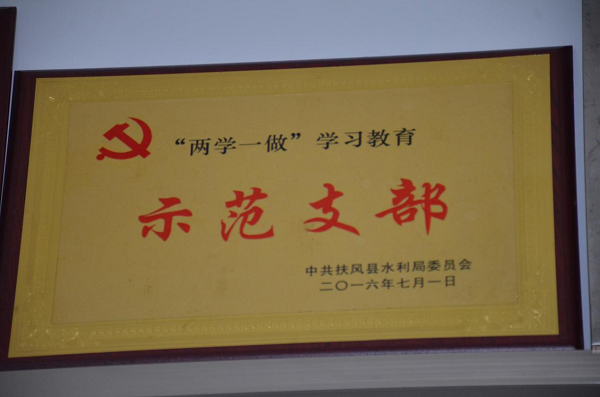 “两学一做”学习教育
示范支部
中共扶风县水利局委员会
二〇一六年七月一日